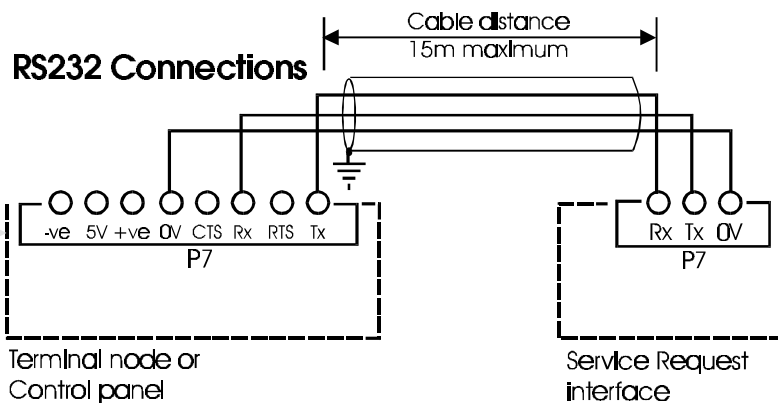 Cable distance
15m maximum
RS232 Connections
-ve 5V +ve 0V CTS Rx RTS Tx
P7
Rx Tx 0V
P7
Terminal node or
Control panel
Service Request
interface